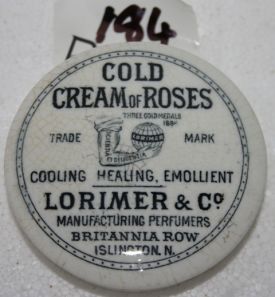 184
COLD
CREAM OF ROSES
THREE GOLD MEDALS
TRADE LORIMER MARK
COOLING HEALING, EMOLLIENT
LORIMER & Co
MANUFACTURING PERFUMERS
BRITANNIA ROW
ISLINGTON. N.